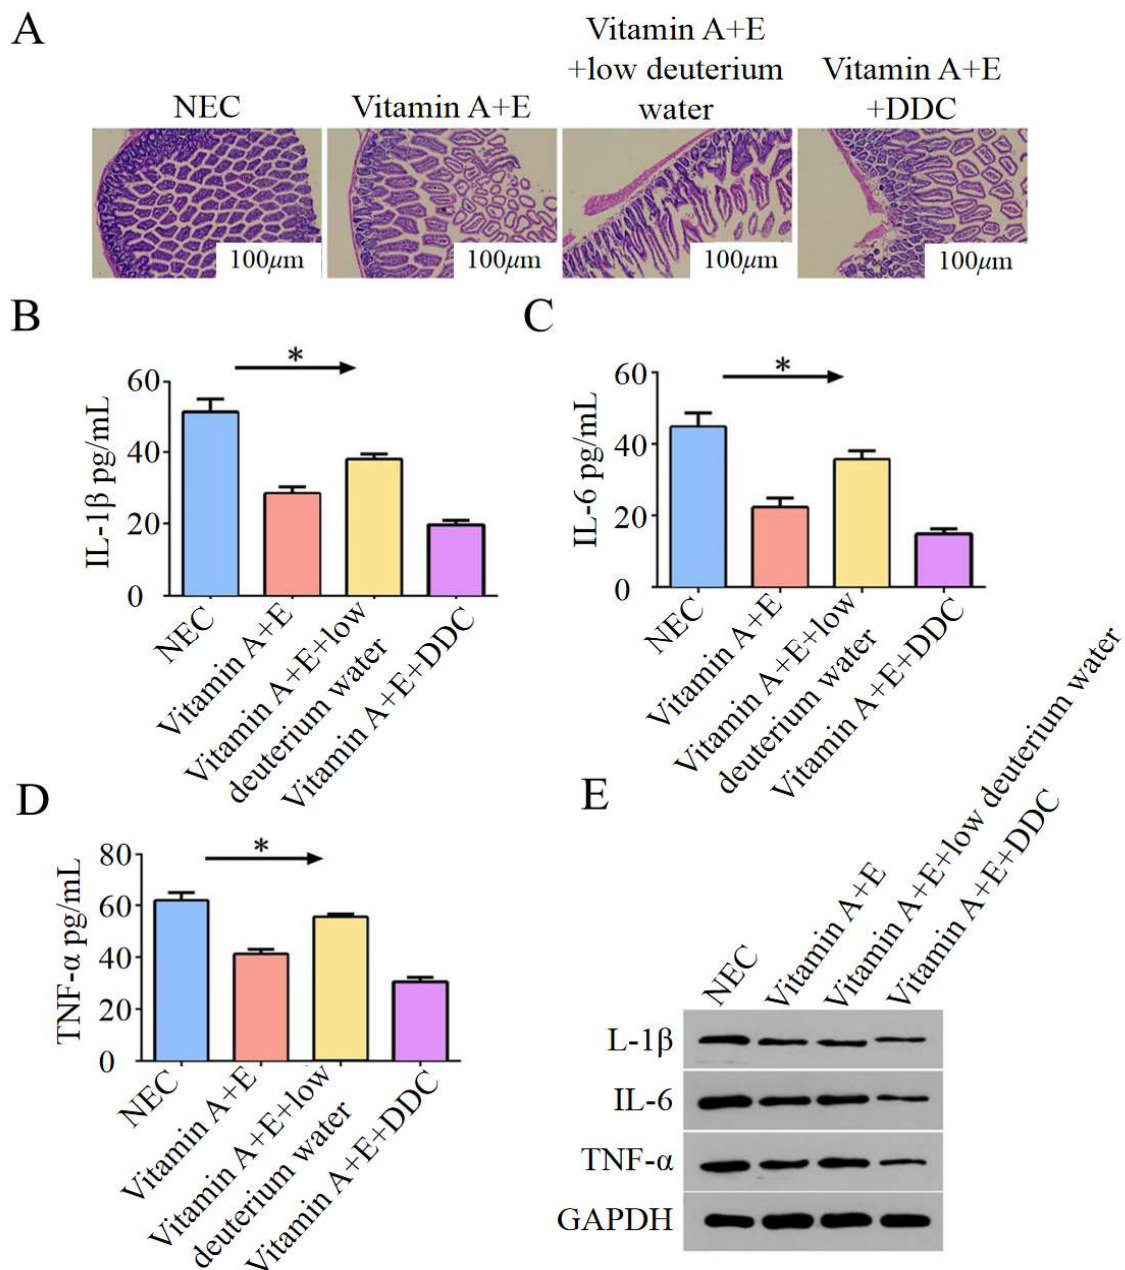 A
NEC
Vitamin A+E
Vitamin A+E
+low deuterium
water
Vitamin A+E
+DDC
100μm
100μm
100μm
100μm
B
*
IL-1β pg/mL
60
40
20
0
NEC
Vitamin A+E
Vitamin A+E+low
deuterium water
Vitamin A+E+DDC
C
*
IL-6 pg/mL
60
40
20
0
NEC
Vitamin A+E
Vitamin A+E+low
deuterium water
Vitamin A+E+DDC
D
*
TNF-α pg/mL
80
60
40
20
0
NEC
Vitamin A+E
Vitamin A+E+low
deuterium water
Vitamin A+E+DDC
E
NEC
Vitamin A+E
Vitamin A+E+low deuterium water
Vitamin A+E+DDC
L-1β
IL-6
TNF-α
GAPDH